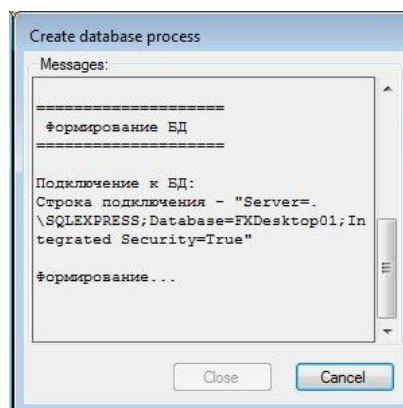 Create database process
Messages:
====================
Формирование БД
====================
Подключение к БД:
Строка подключения - "Server=.
\SQLEXPRESS;Database=FXDesktop01;In
tegrated Security=True"
Формирование...
Close
Cancel